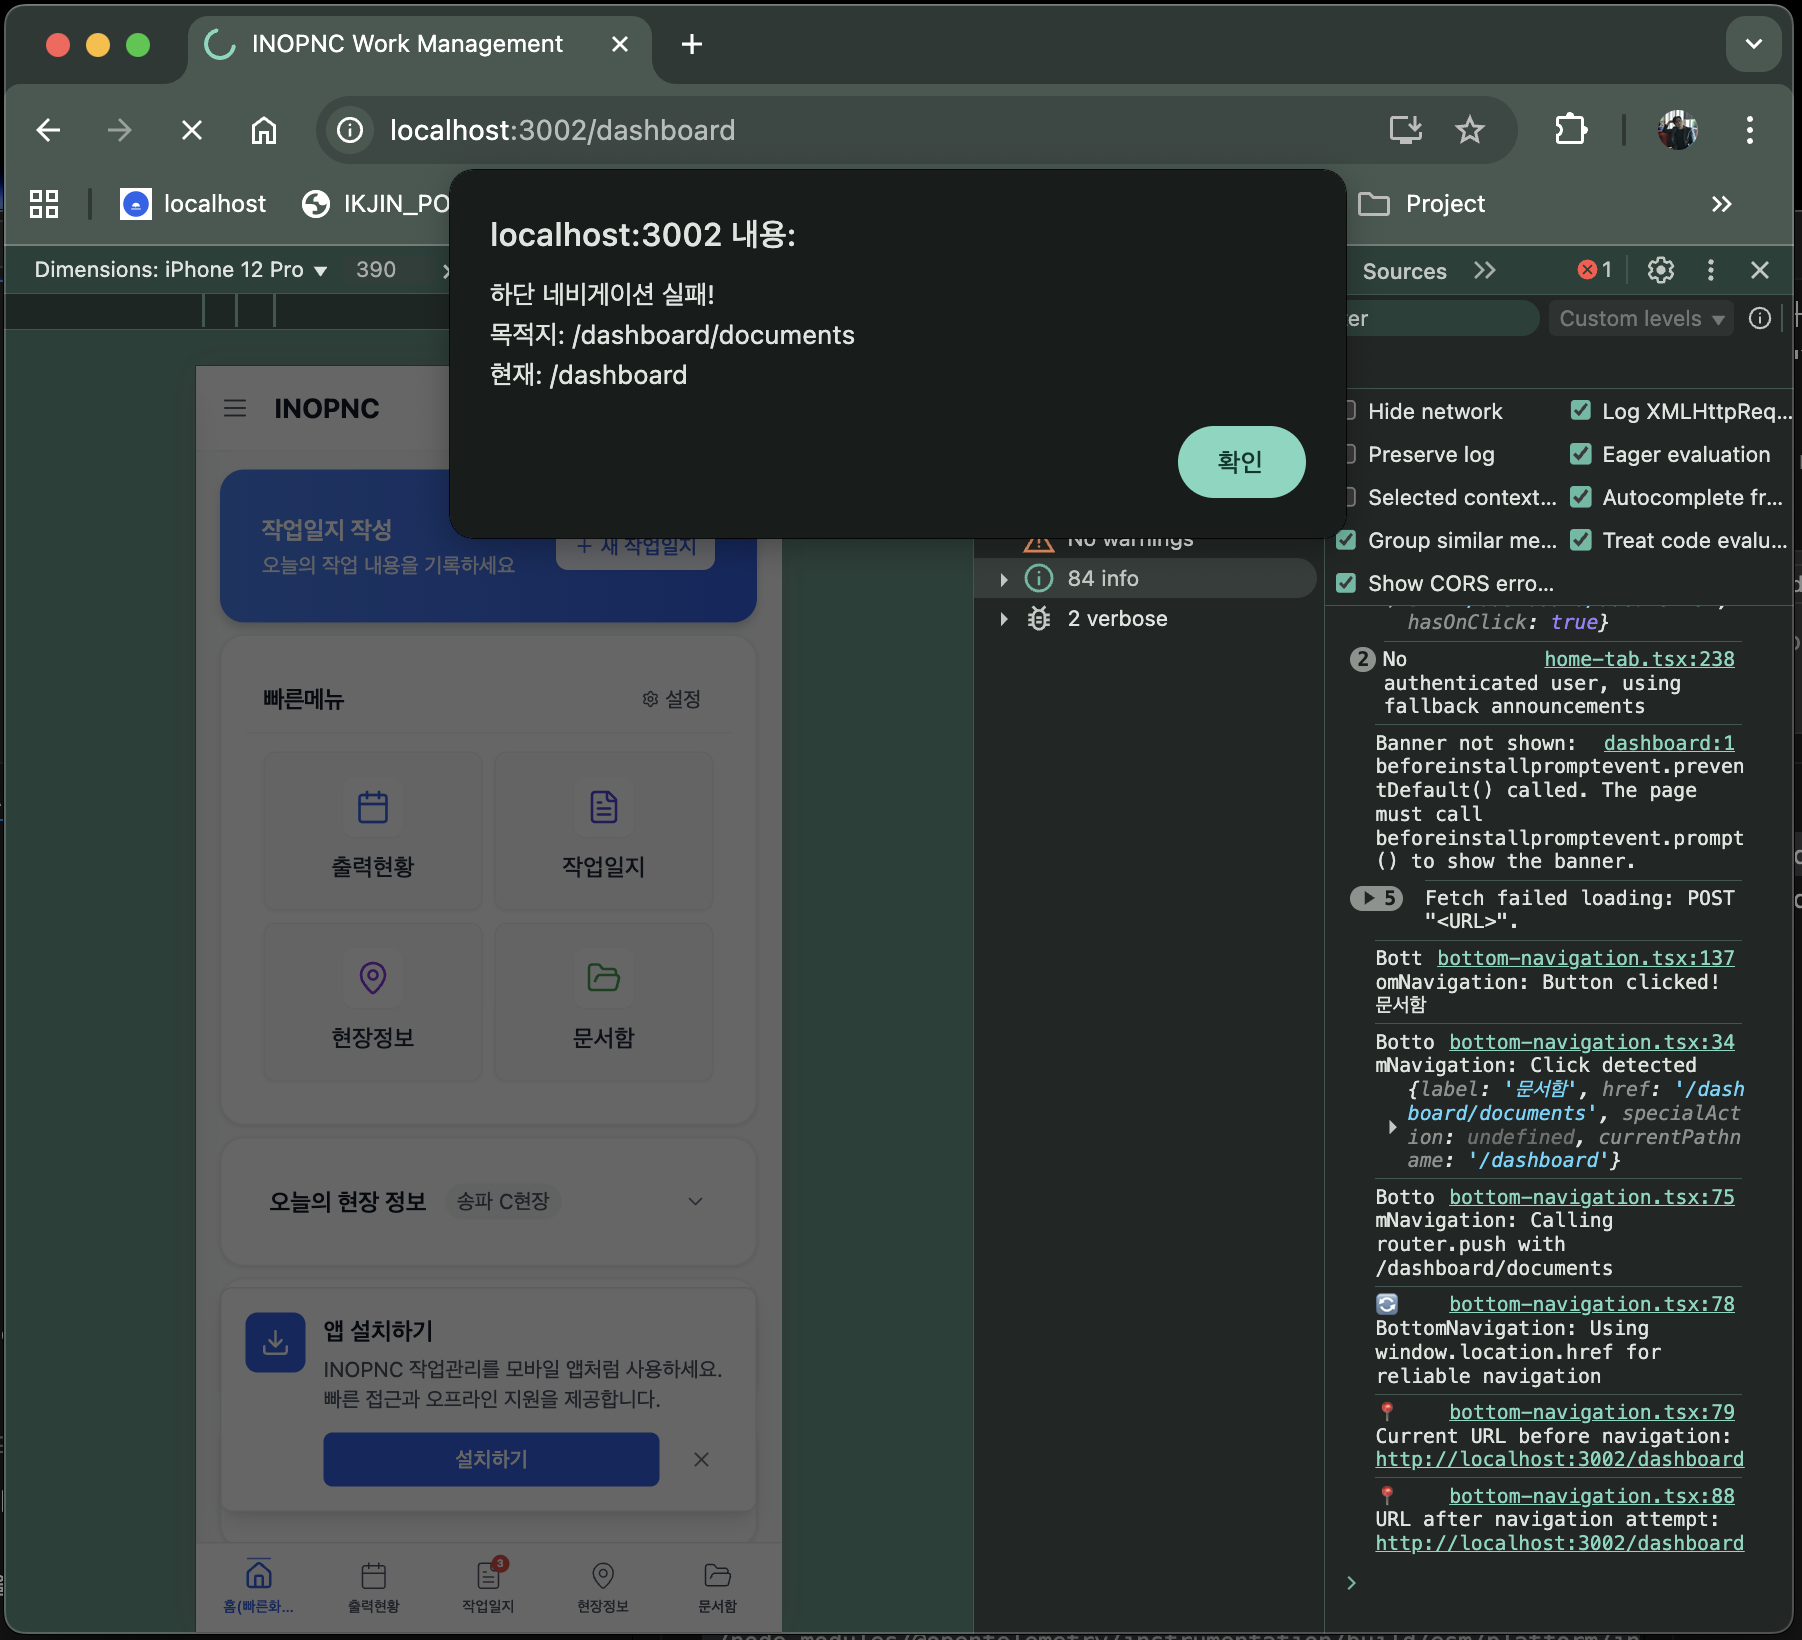 INOPNC Work Management
localhost:3002/dashboard
localhost
IKJIN_PO
Project
localhost:3002 내용:
하단 네비게이션 실패!
목적지: /dashboard/documents
현재: /dashboard
확인
Dimensions: iPhone 12 Pro
390
Sources
1
Custom levels
Hide network
Log XMLHttpReq...
Preserve log
Eager evaluation
Selected context...
Autocomplete fr...
Group similar me...
Treat code evalu...
Show CORS erro...
No warnings
84 info
2 verbose
INOPNC
작업일지 작성
오늘의 작업 내용을 기록하세요
+ 새 작업일지
빠른메뉴
설정
출력현황
작업일지
현장정보
문서함
오늘의 현장 정보
송파 C현장
앱 설치하기
INOPNC 작업관리를 모바일 앱처럼 사용하세요.
빠른 접근과 오프라인 지원을 제공합니다.
설치하기
홈(빠른화...
출력현황
3
작업일지
현장정보
문서함
hasOnClick: true}
2 No home-tab.tsx:238
authenticated user, using
fallback announcements
Banner not shown: dashboard:1
beforeinstallpromptevent.preven
tDefault() called. The page
must call
beforeinstallpromptevent.prompt
() to show the banner.
5 Fetch failed loading: POST
"<URL>".
Bott bottom-navigation.tsx:137
omNavigation: Button clicked!
문서함
Botto bottom-navigation.tsx:34
mNavigation: Click detected
{label: '문서함', href: '/dash
board/documents', specialAct
ion: undefined, currentPathn
ame: '/dashboard'}
Botto bottom-navigation.tsx:75
mNavigation: Calling
router.push with
/dashboard/documents
bottom-navigation.tsx:78
BottomNavigation: Using
window.location.href for
reliable navigation
bottom-navigation.tsx:79
Current URL before navigation:
http://localhost:3002/dashboard
bottom-navigation.tsx:88
URL after navigation attempt:
http://localhost:3002/dashboard